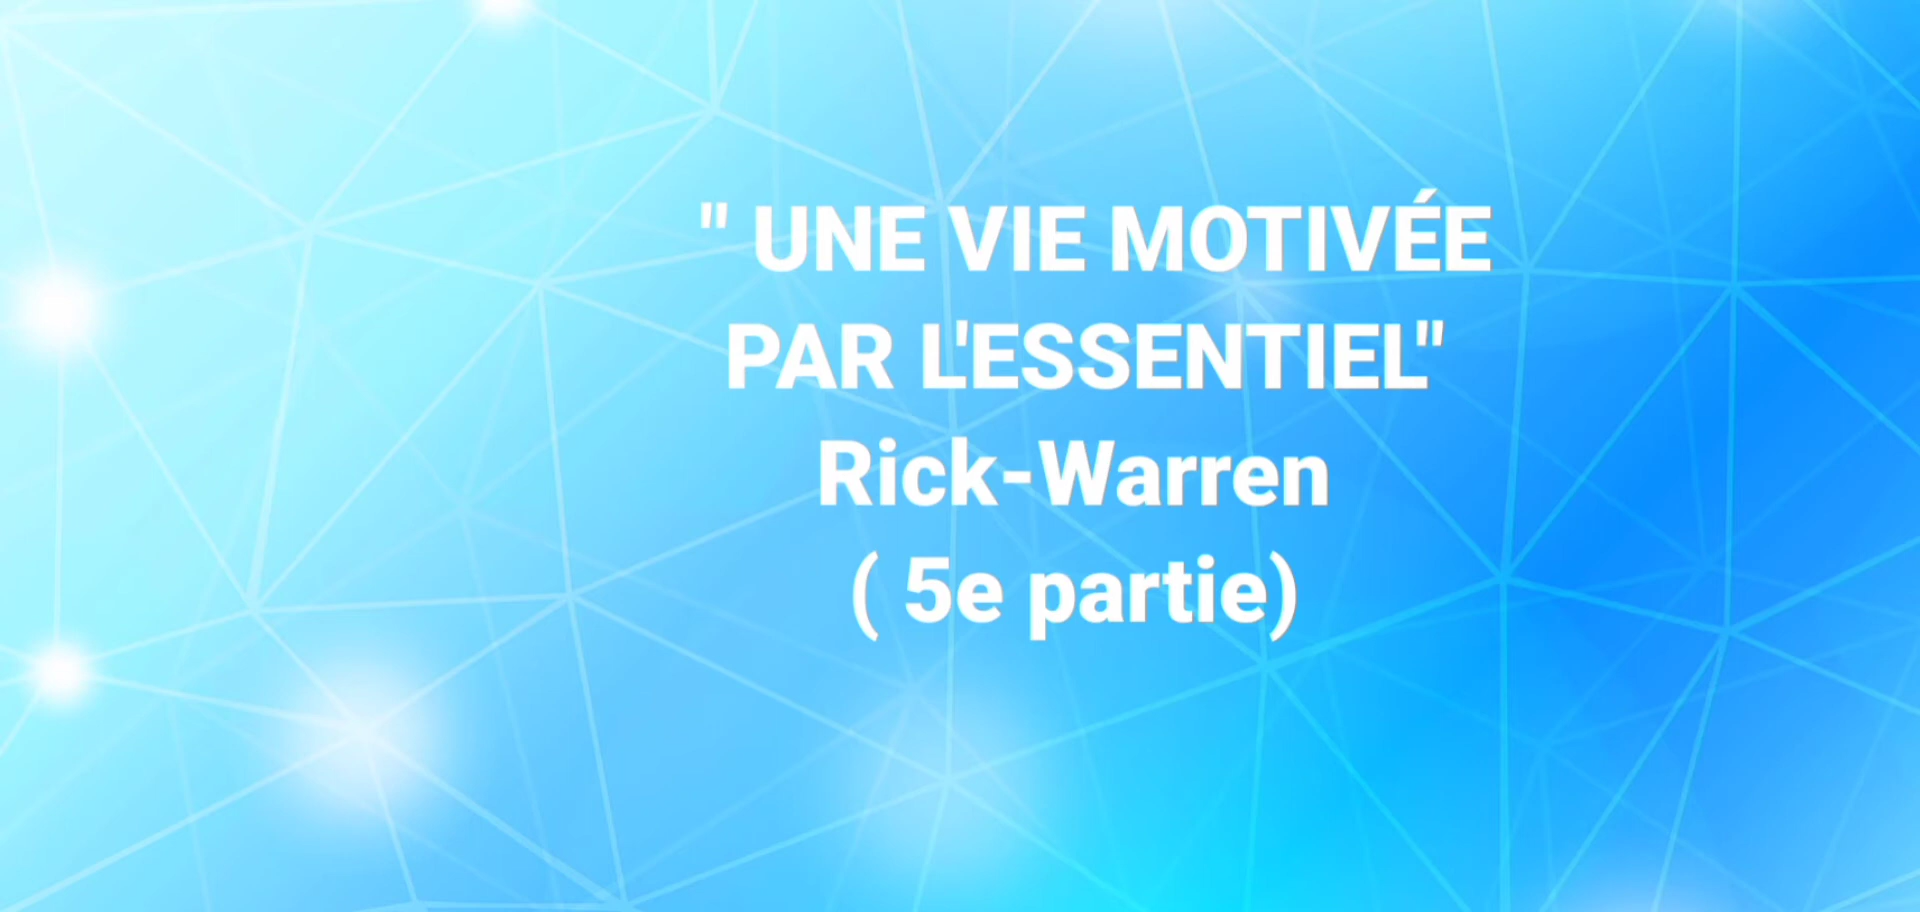 " UNE VIE MOTIVÉE
PAR L'ESSENTIEL"
Rick-Warren
( 5e partie)